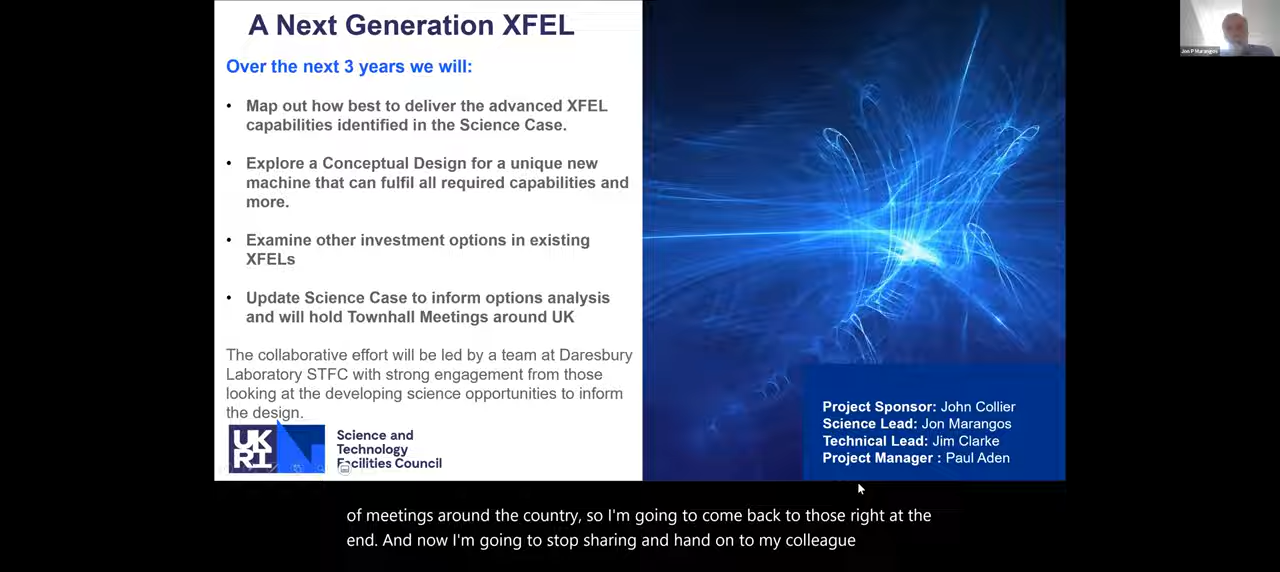 A Next Generation XFEL
Over the next 3 years we will:
• Map out how best to deliver the advanced XFEL
capabilities identified in the Science Case.
• Explore a Conceptual Design for a unique new
machine that can fulfil all required capabilities and
more.
• Examine other investment options in existing
XFELs
• Update Science Case to inform options analysis
and will hold Townhall Meetings around UK
The collaborative effort will be led by a team at Daresbury
Laboratory STFC with strong engagement from those
looking at the developing science opportunities to inform
the design.
UK
RI
Science and
Technology
Facilities Council
Project Sponsor: John Collier
Science Lead: Jon Marangos
Technical Lead: Jim Clarke
Project Manager : Paul Aden
Jon P Marangos
of meetings around the country, so I'm going to come back to those right at the
end. And now I'm going to stop sharing and hand on to my colleague